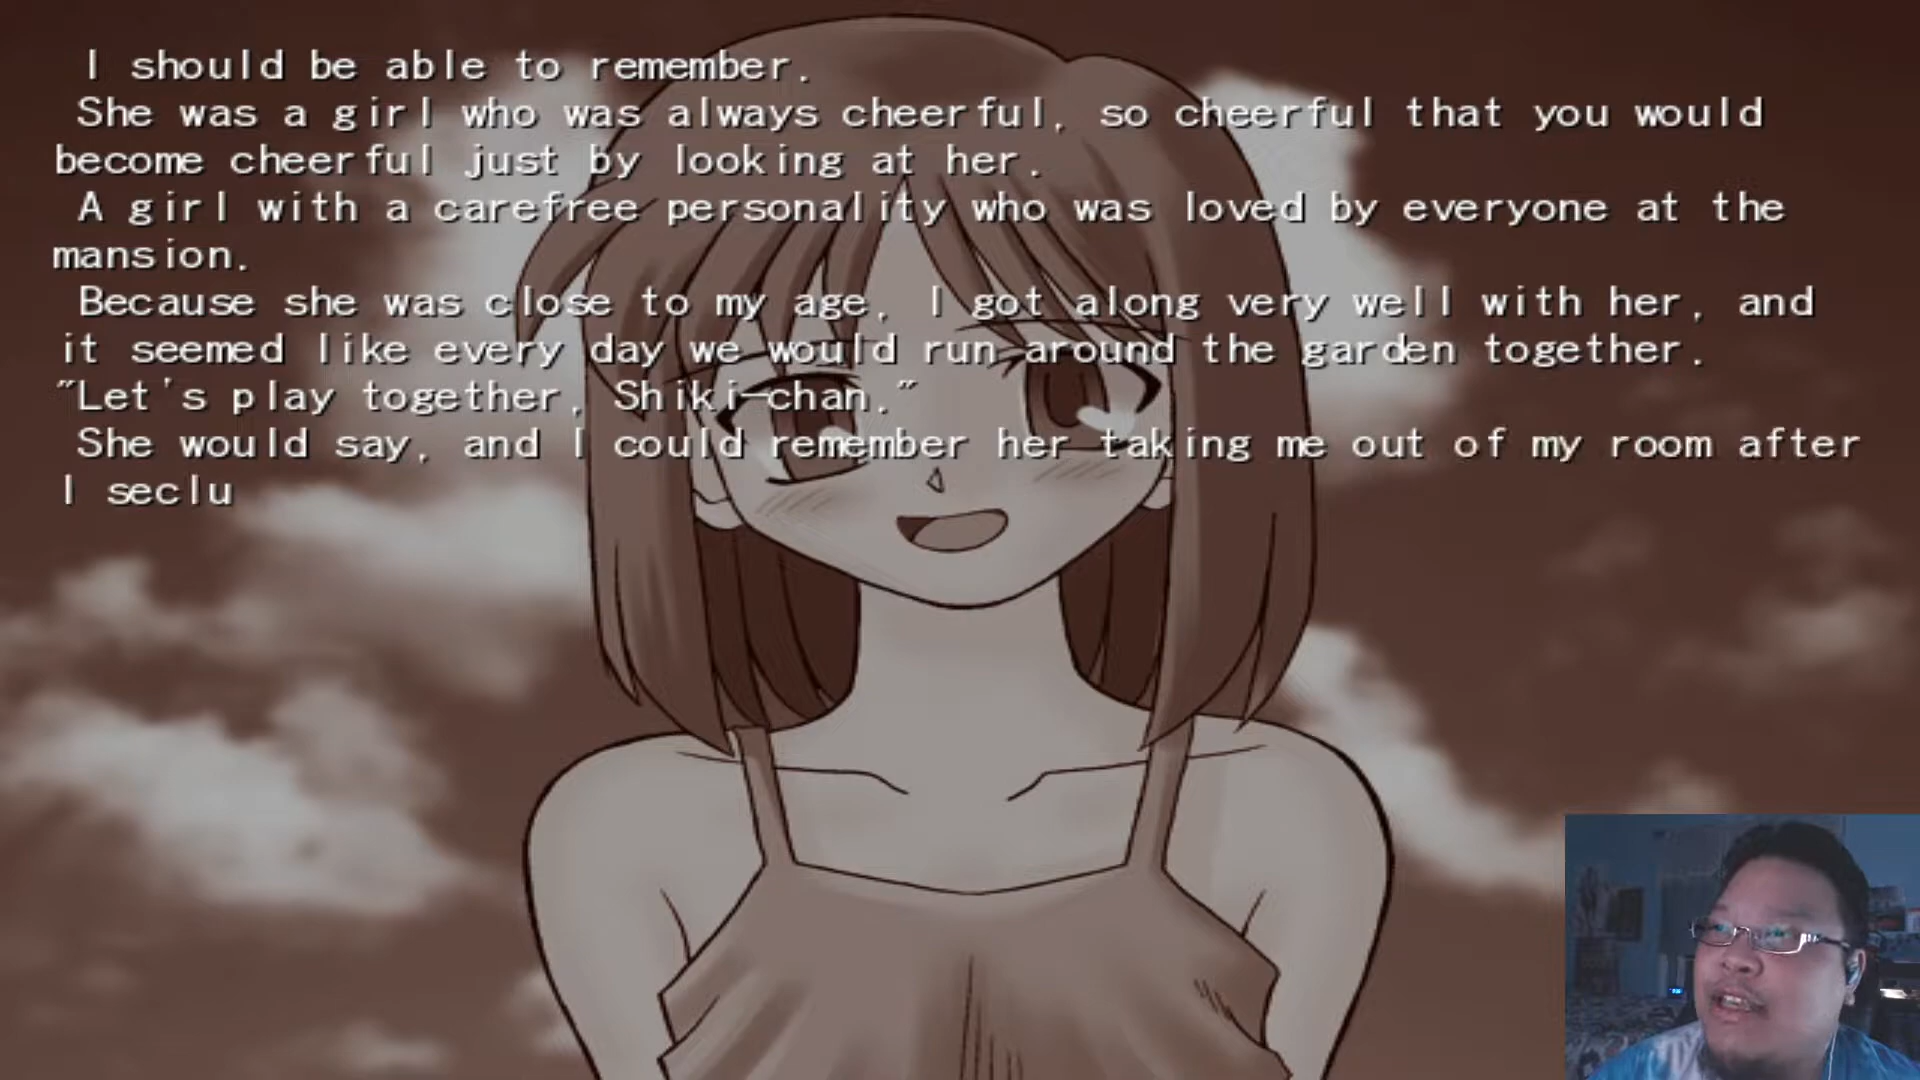 I should be able to remember.
She was a girl who was always cheerful, so cheerful that you would
become cheerful just by looking at her.
A girl with a carefree personality who was loved by everyone at the
mansion.
Because she was close to my age, I got along very well with her, and
it seemed like every day we would run around the garden together.
"Let's play together, Shiki-chan."
She would say, and I could remember her taking me out of my room after
I seclu